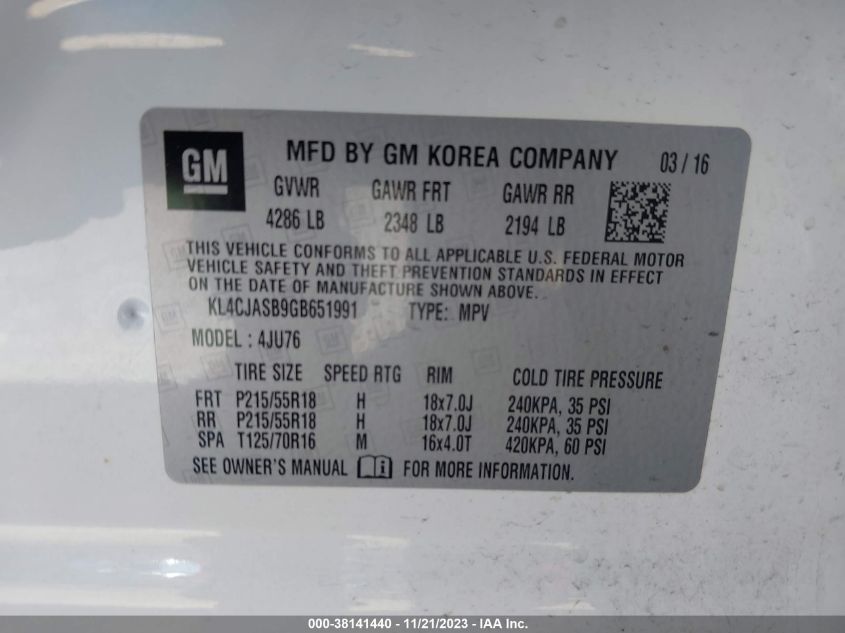 GM
MFD BY GM KOREA COMPANY 03 / 16
GVWR GAWR FRT GAWR RR
4286 LB 2348 LB 2194 LB
THIS VEHICLE CONFORMS TO ALL APPLICABLE U.S. FEDERAL MOTOR
VEHICLE SAFETY AND THEFT PREVENTION STANDARDS IN EFFECT
ON THE DATE OF MANUFACTURE SHOWN ABOVE.
KL4CJASB9GB651991 TYPE: MPV
MODEL : 4JU76
TIRE SIZE SPEED RTG RIM COLD TIRE PRESSURE
FRT P215/55R18 H 18x7.0J 240KPA, 35 PSI
RR P215/55R18 H 18x7.0J 240KPA, 35 PSI
SPA T125/70R16 M 16x4.0T 420KPA, 60 PSI
SEE OWNER'S MANUAL FOR MORE INFORMATION.
000-38141440 - 11/21/2023 - IAA Inc.